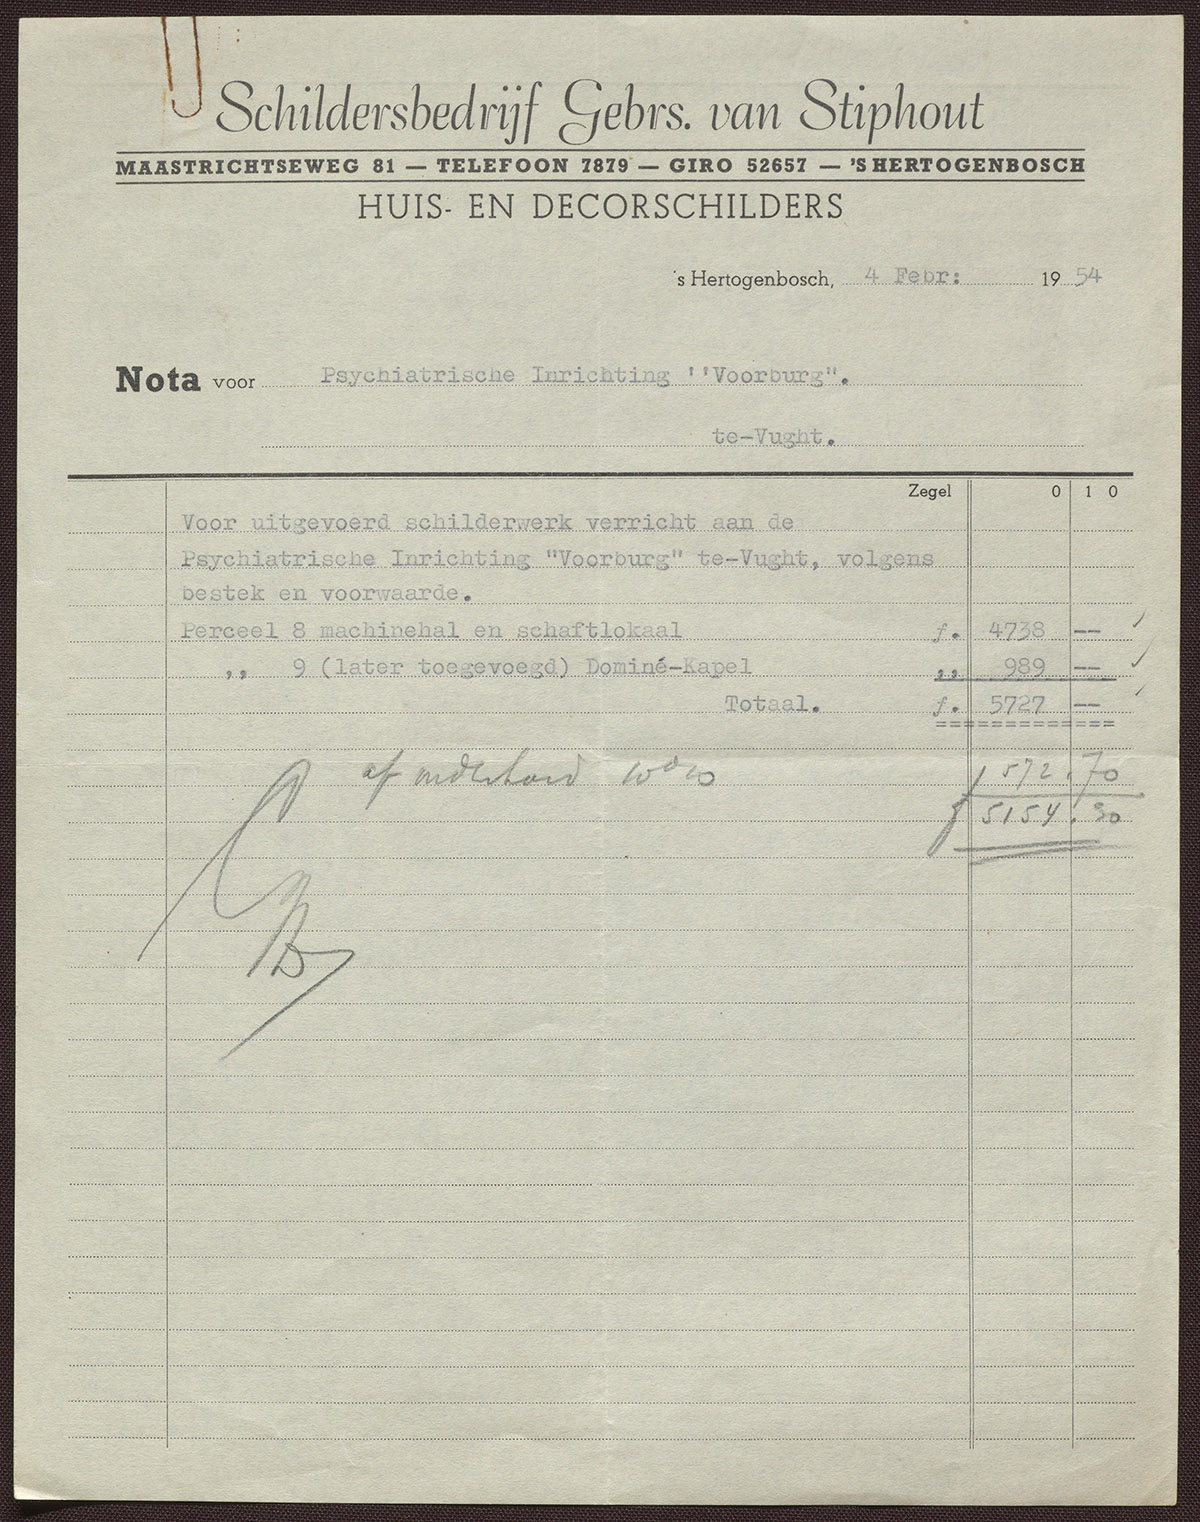 Schildersbedrijf Gebrs. van Stiphout
MAASTRICHTSEWEG 81 — TELEFOON 7879 — GIRO 52657 — 'S HERTOGENBOSCH
HUIS- EN DECORSCHILDERS
's Hertogenbosch, 4 Febr: 19 54
Nota voor Psychiatrische Inrichting ''Voorburg".
te-Vught.
Zegel 0 10
Voor uitgevoerd schilderwerk verricht aan de
Psychiatrische Inrichting "Voorburg" te-Vught, volgens
bestek en voorwaarde.
Perceel 8 machinehal en schaftlokaal f. 4738 --
,, 9 (later toegevoegd) Dominé-Kapel ,, 989 --
Totaal. f. 5727 --
af onderhoud 10% 572.70
f 5154.30